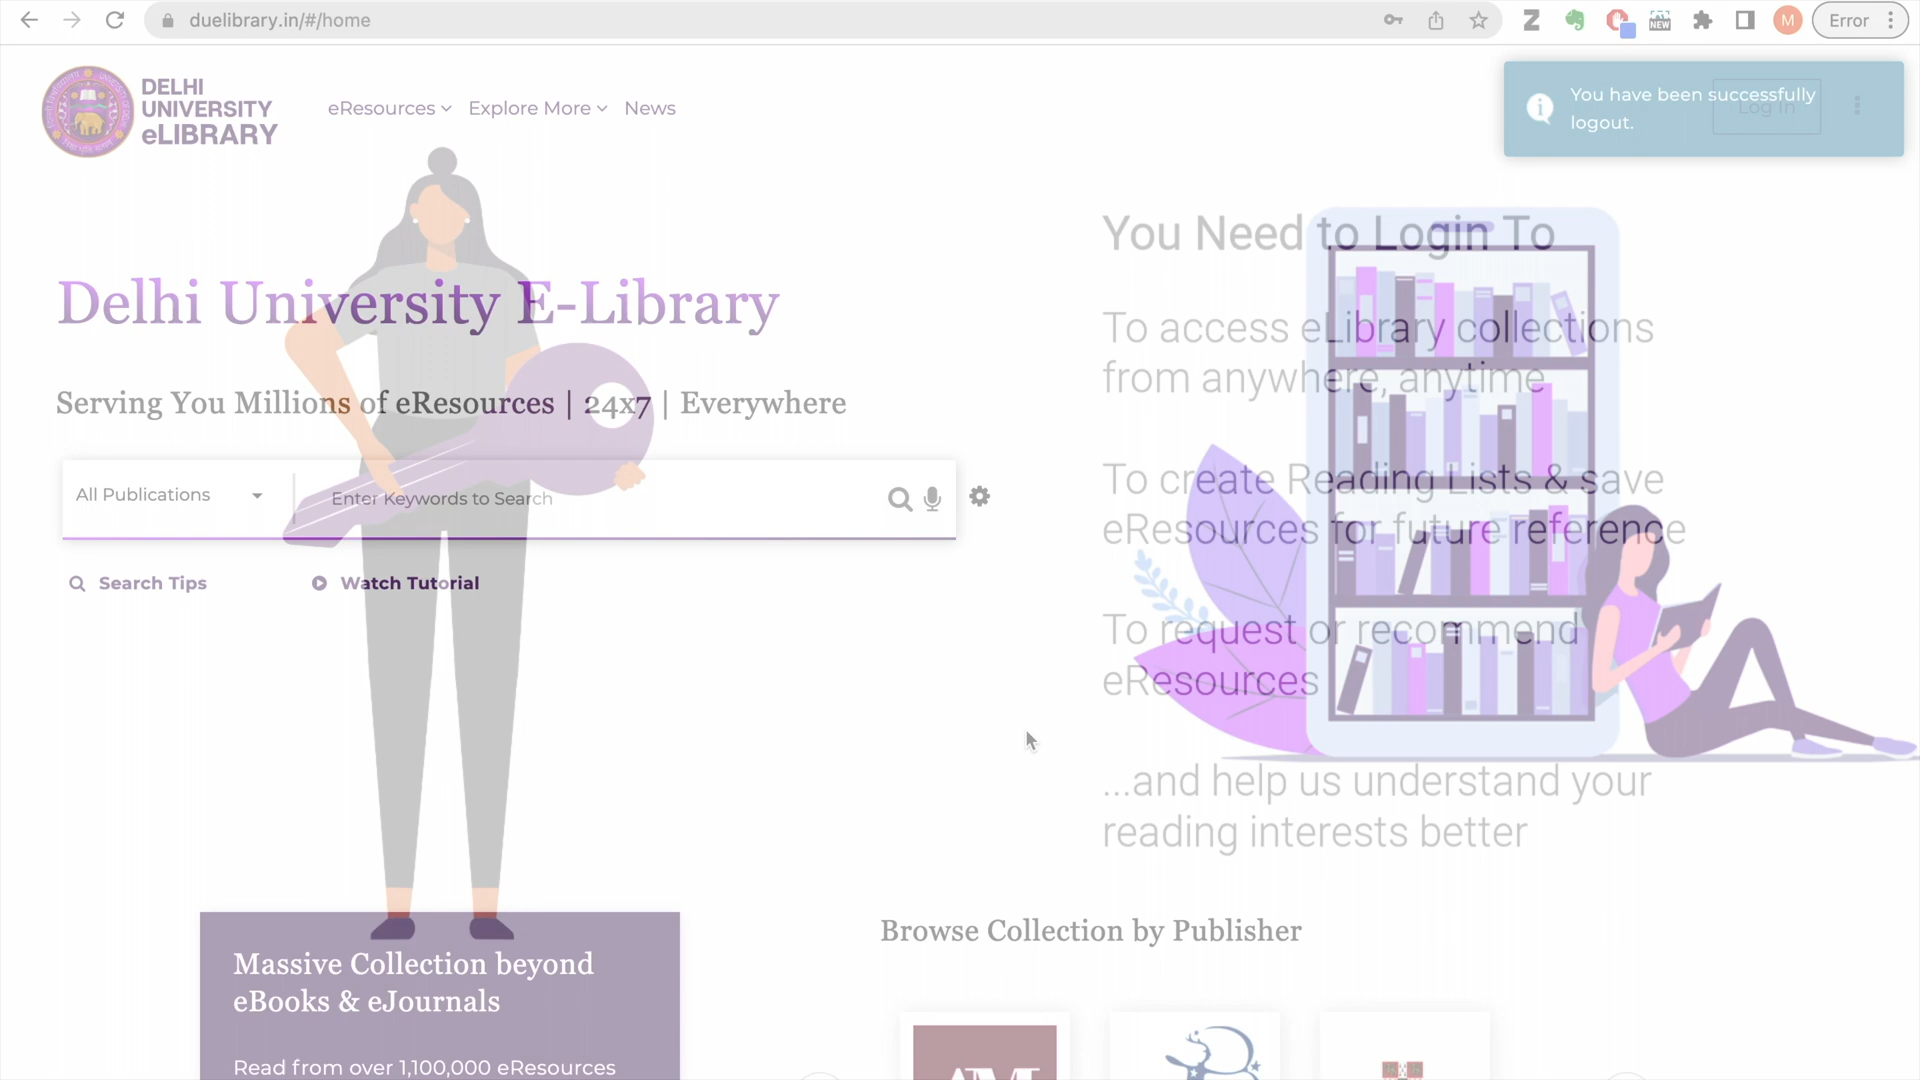 duelibrary.in/#/home
NEW
M
Error
DELHI
UNIVERSITY
eLIBRARY
eResources
Explore More
News
You have been successfully
logout.
Log In
You Need to Login To
Delhi University E-Library
To access eLibrary collections
from anywhere, anytime
Serving You Millions of eResources | 24x7 | Everywhere
All Publications
Enter Keywords to Search
To create Reading Lists & save
eResources for future reference
Search Tips
Watch Tutorial
To request or recommend
eResources
...and help us understand your
reading interests better
Browse Collection by Publisher
Massive Collection beyond
eBooks & eJournals
Read from over 1,100,000 eResources